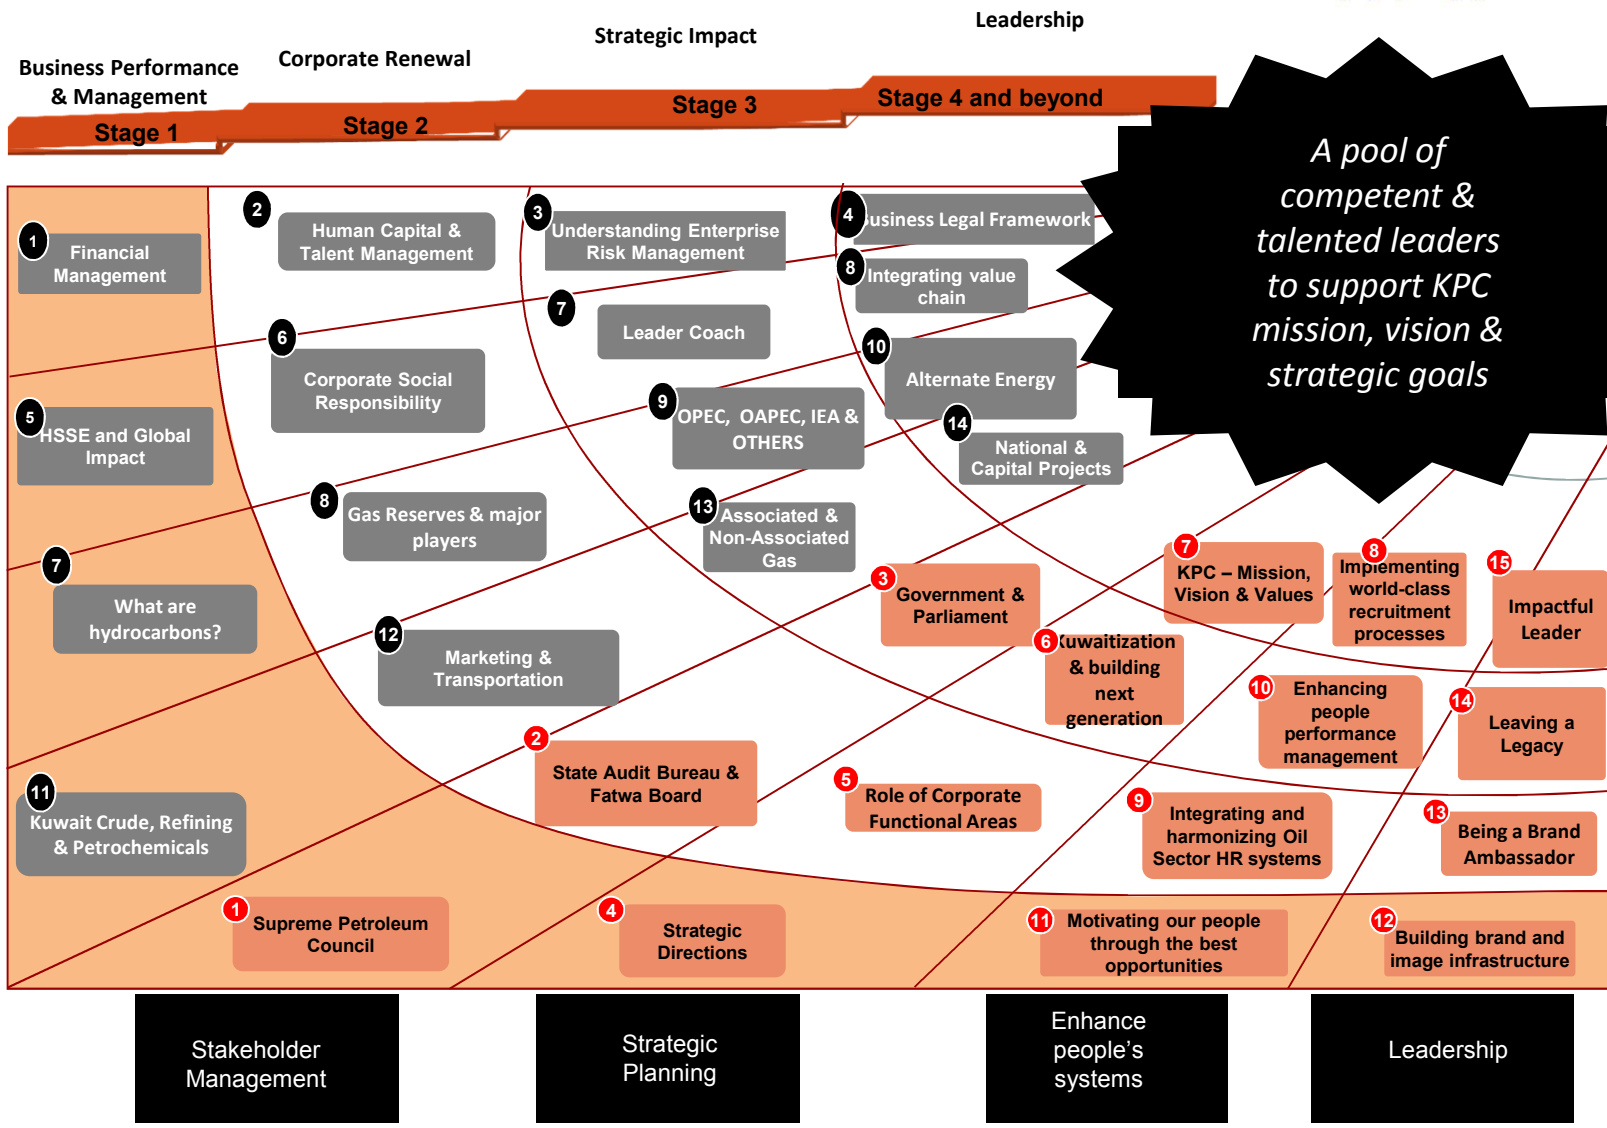 Business Performance
& Management
Corporate Renewal
Strategic Impact
Leadership
Stage 1
Stage 2
Stage 3
Stage 4 and beyond
A pool of
competent &
talented leaders
to support KPC
mission, vision &
strategic goals
1
Financial
Management
2
Human Capital &
Talent Management
3
Understanding Enterprise
Risk Management
4
Business Legal Framework
5
HSSE and Global
Impact
6
Corporate Social
Responsibility
7
Leader Coach
8
Integrating value
chain
7
What are
hydrocarbons?
8
Gas Reserves & major
players
9
OPEC, OAPEC, IEA &
OTHERS
10
Alternate Energy
11
Kuwait Crude, Refining
& Petrochemicals
12
Marketing &
Transportation
13
Associated &
Non-Associated
Gas
14
National &
Capital Projects
1
Supreme Petroleum
Council
2
State Audit Bureau &
Fatwa Board
3
Government &
Parliament
4
Strategic
Directions
5
Role of Corporate
Functional Areas
6
Kuwaitization
& building
next
generation
7
KPC – Mission,
Vision & Values
8
Implementing
world-class
recruitment
processes
9
Integrating and
harmonizing Oil
Sector HR systems
10
Enhancing
people
performance
management
11
Motivating our people
through the best
opportunities
12
Building brand and
image infrastructure
13
Being a Brand
Ambassador
14
Leaving a
Legacy
15
Impactful
Leader
Stakeholder
Management
Strategic
Planning
Enhance
people's
systems
Leadership